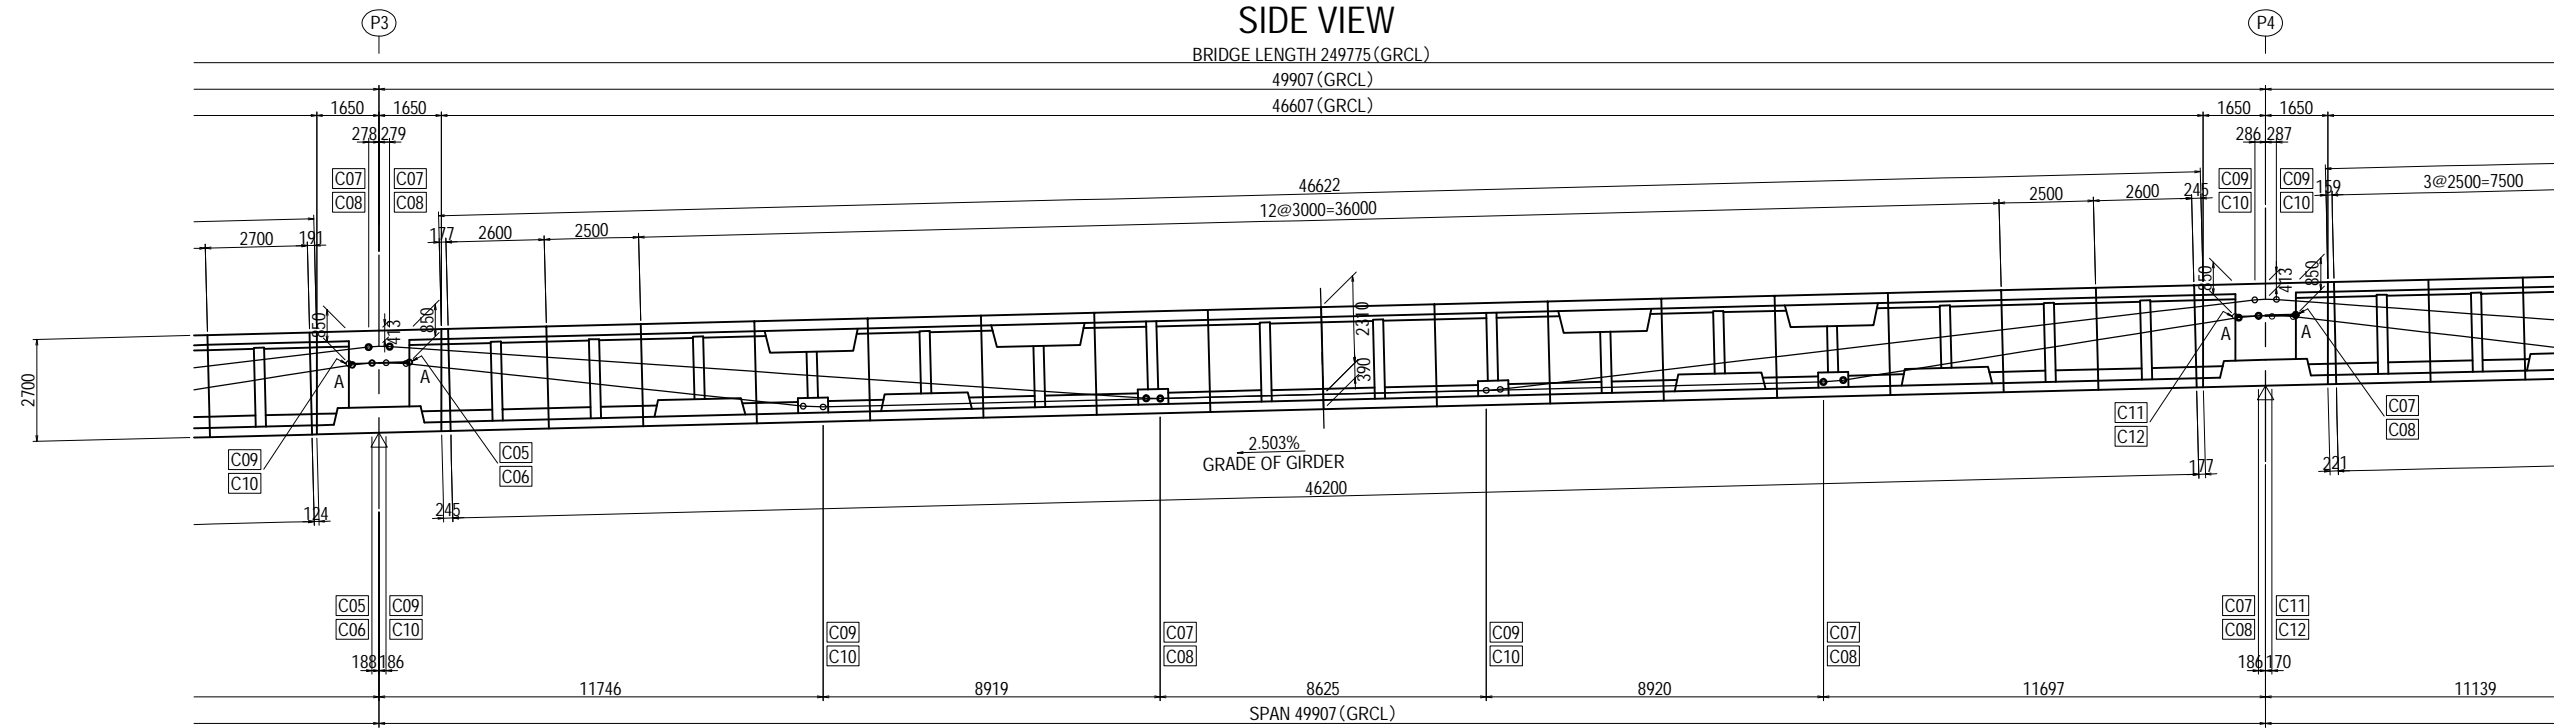 SIDE VIEW
P3
P4
BRIDGE LENGTH 249775(GRCL)
49907(GRCL)
1650
1650
46607(GRCL)
1650
1650
278
279
286
287
C07
C07
C08
C08
C09
C09
C10
C10
46622
12@3000=36000
3@2500=7500
2700
191
177
2600
2500
2500
2600
245
159
850
413
850
2310
390
850
413
850
2700
A
A
A
A
C09
C10
C05
C06
C11
C12
C07
C08
2.503%
GRADE OF GIRDER
124
245
46200
177
221
C05
C09
C06
C10
C09
C10
C07
C08
C09
C10
C07
C08
C07
C11
C08
C12
188
186
186
170
11746
8919
8625
8920
11697
11139
SPAN 49907(GRCL)